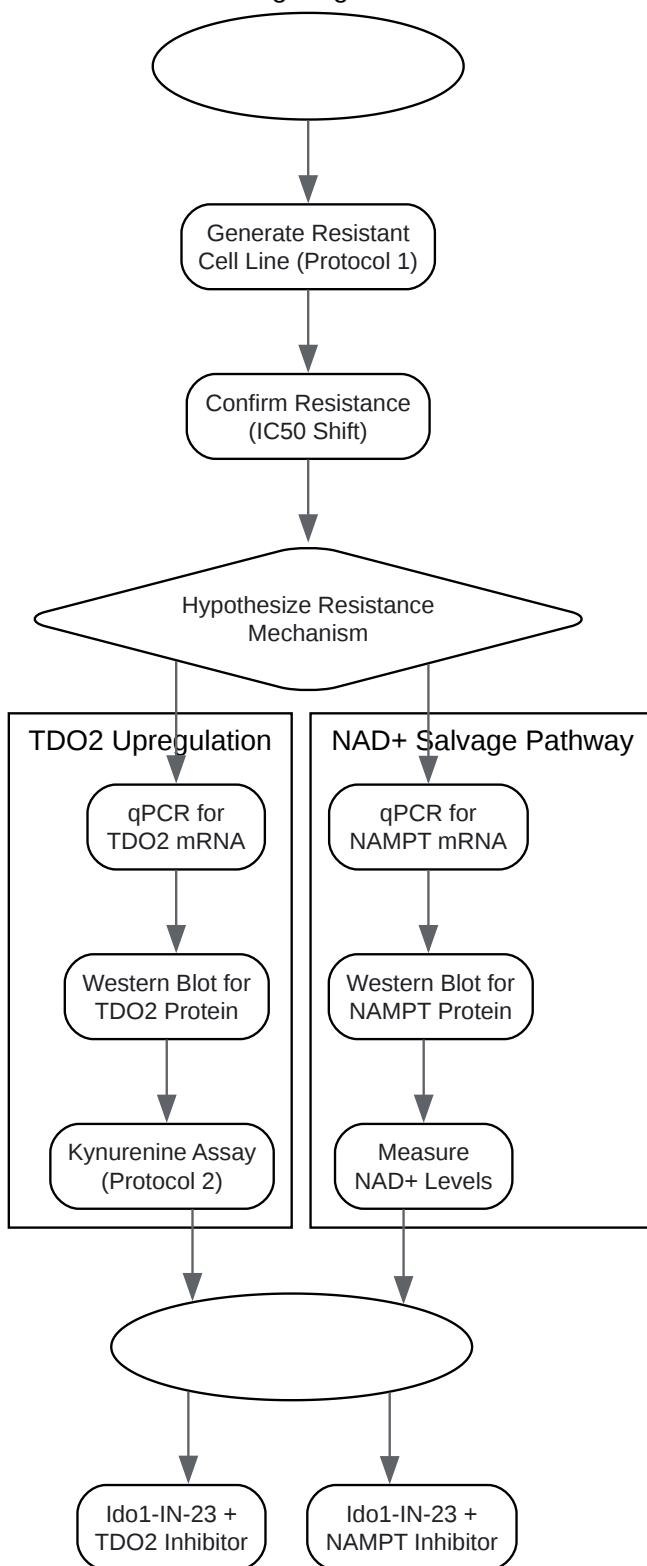 Generate Resistant
Cell Line (Protocol 1)
Confirm Resistance
(IC50 Shift)
Hypothesize Resistance
Mechanism
TDO2 Upregulation
NAD+ Salvage Pathway
qPCR for
TDO2 mRNA
qPCR for
NAMPT mRNA
Western Blot for
TDO2 Protein
Western Blot for
NAMPT Protein
Kynurenine Assay
(Protocol 2)
Measure
NAD+ Levels
Ido1-IN-23 +
TDO2 Inhibitor
Ido1-IN-23 +
NAMPT Inhibitor